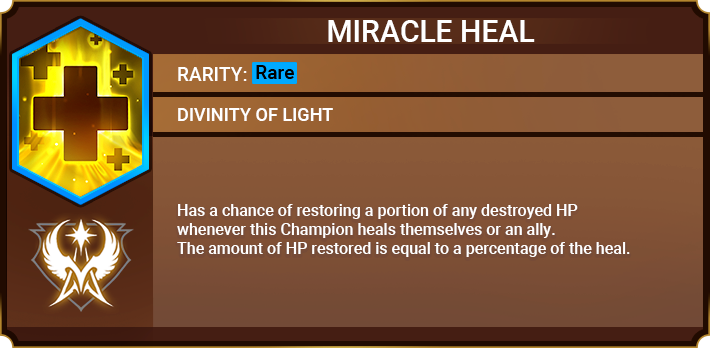 MIRACLE HEAL
RARITY: Rare
DIVINITY OF LIGHT
Has a chance of restoring a portion of any destroyed HP
whenever this Champion heals themselves or an ally.
The amount of HP restored is equal to a percentage of the heal.